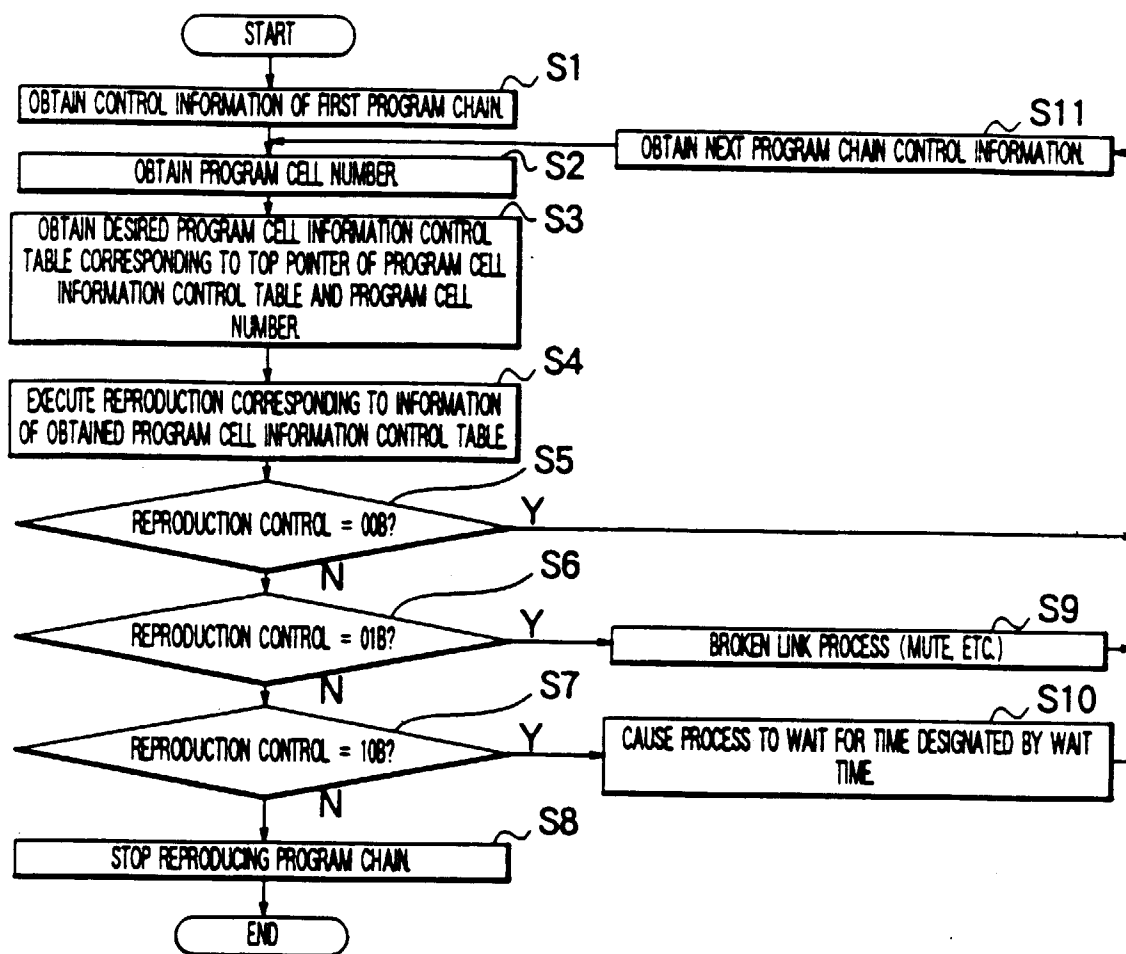 START
S1
OBTAIN CONTROL INFORMATION OF FIRST PROGRAM CHAIN.
S11
OBTAIN NEXT PROGRAM CHAIN CONTROL INFORMATION.
S2
OBTAIN PROGRAM CELL NUMBER.
S3
OBTAIN DESIRED PROGRAM CELL INFORMATION CONTROL
TABLE CORRESPONDING TO TOP POINTER OF PROGRAM CELL
INFORMATION CONTROL TABLE AND PROGRAM CELL
NUMBER.
S4
EXECUTE REPRODUCTION CORRESPONDING TO INFORMATION
OF OBTAINED PROGRAM CELL INFORMATION CONTROL TABLE.
S5
REPRODUCTION CONTROL = 00B?
Y
N
S6
REPRODUCTION CONTROL = 01B?
Y
S9
BROKEN LINK PROCESS (MUTE, ETC.)
N
S7
REPRODUCTION CONTROL = 10B?
Y
S10
CAUSE PROCESS TO WAIT FOR TIME DESIGNATED BY WAIT
TIME.
N
S8
STOP REPRODUCING PROGRAM CHAIN.
END